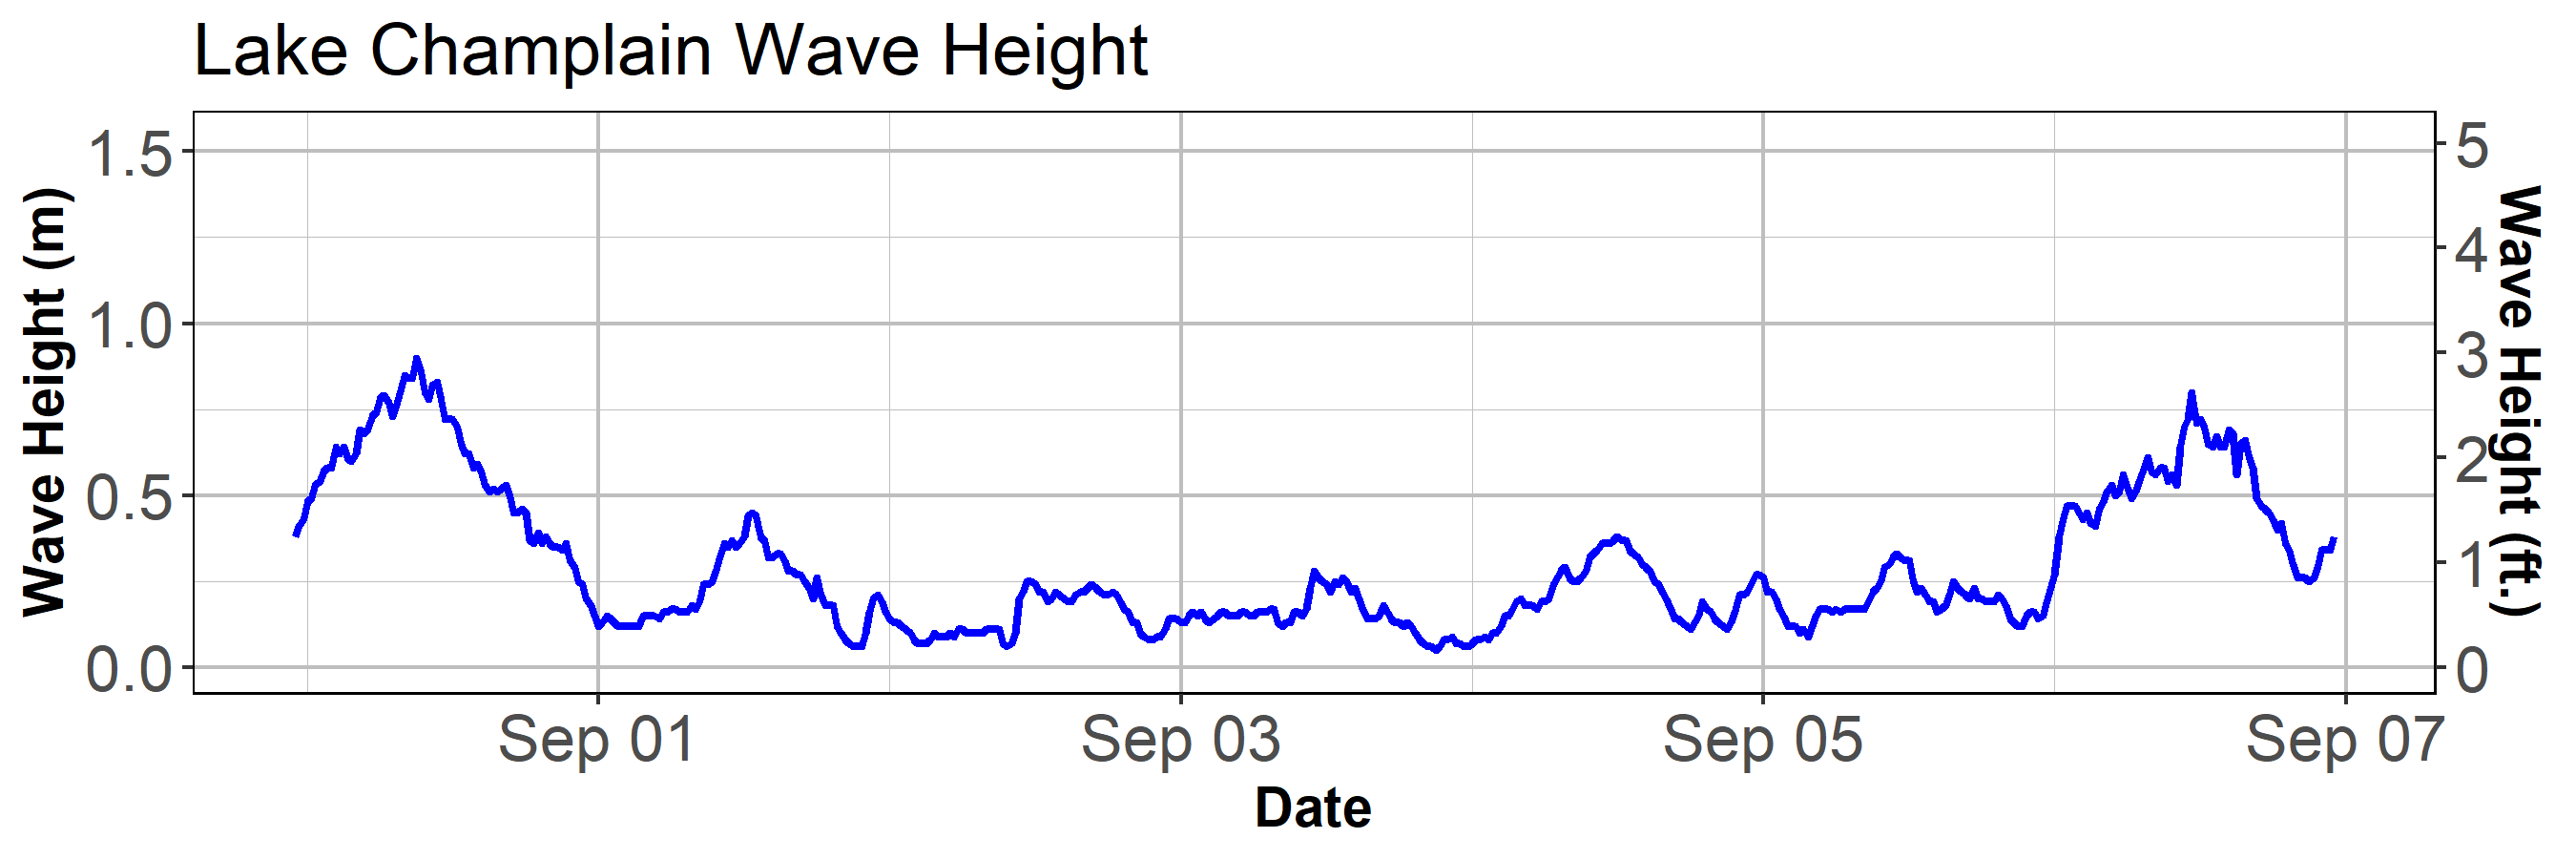 Lake Champlain Wave Height
Wave Height (m)
1.5
1.0
0.5
0.0
5
4
3
2
1
0
Wave Height (ft.)
Sep 01
Sep 03
Sep 05
Sep 07
Date